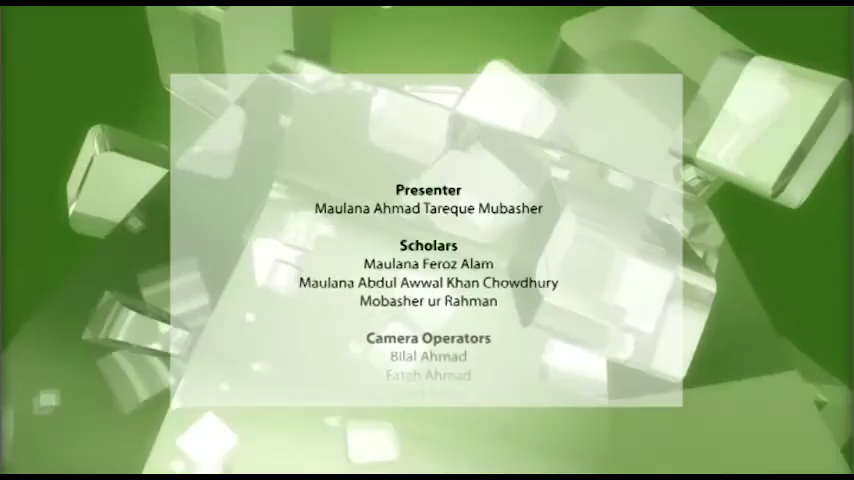 Presenter
Maulana Ahmad Tareque Mubasher
Scholars
Maulana Feroz Alam
Maulana Abdul Awwal Khan Chowdhury
Mobasher ur Rahman
Camera Operators
Bilal Ahmad
Fateh Ahmad